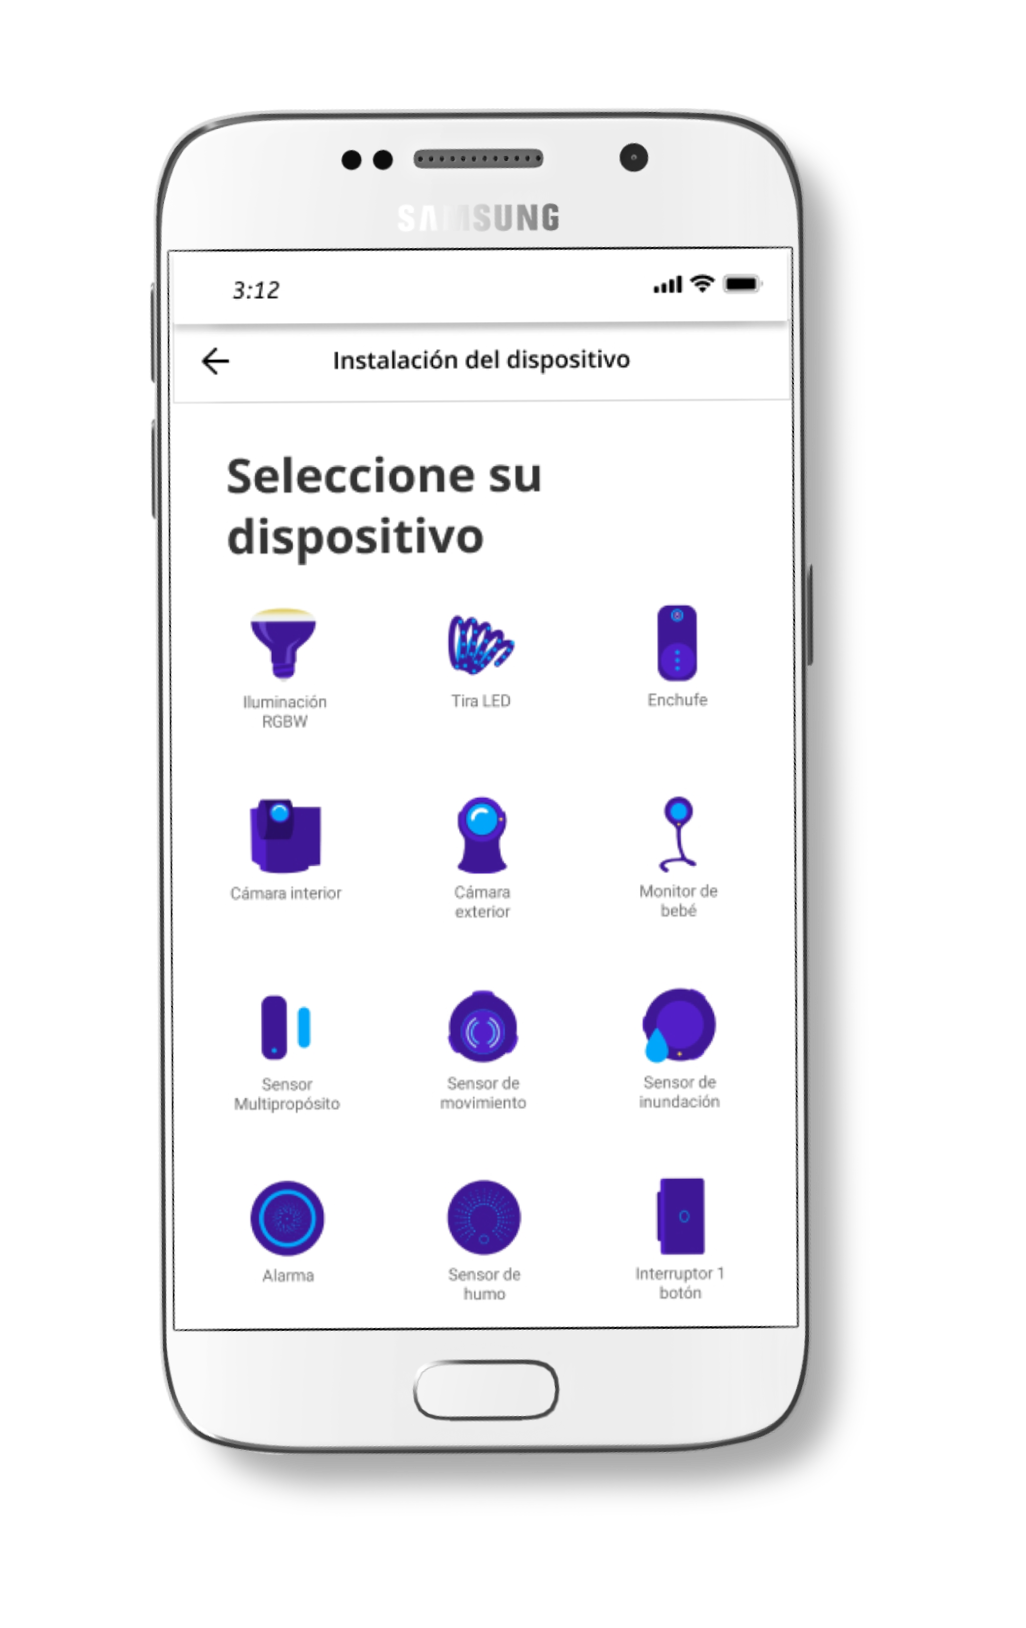 SAMSUNG
3:12
Instalación del dispositivo
Seleccione su
dispositivo
Iluminación
RGBW
Tira LED
Enchufe
Cámara interior
Cámara
exterior
Monitor de
bebé
Sensor
Multipropósito
Sensor de
movimiento
Sensor de
inundación
Alarma
Sensor de
humo
Interruptor 1
botón